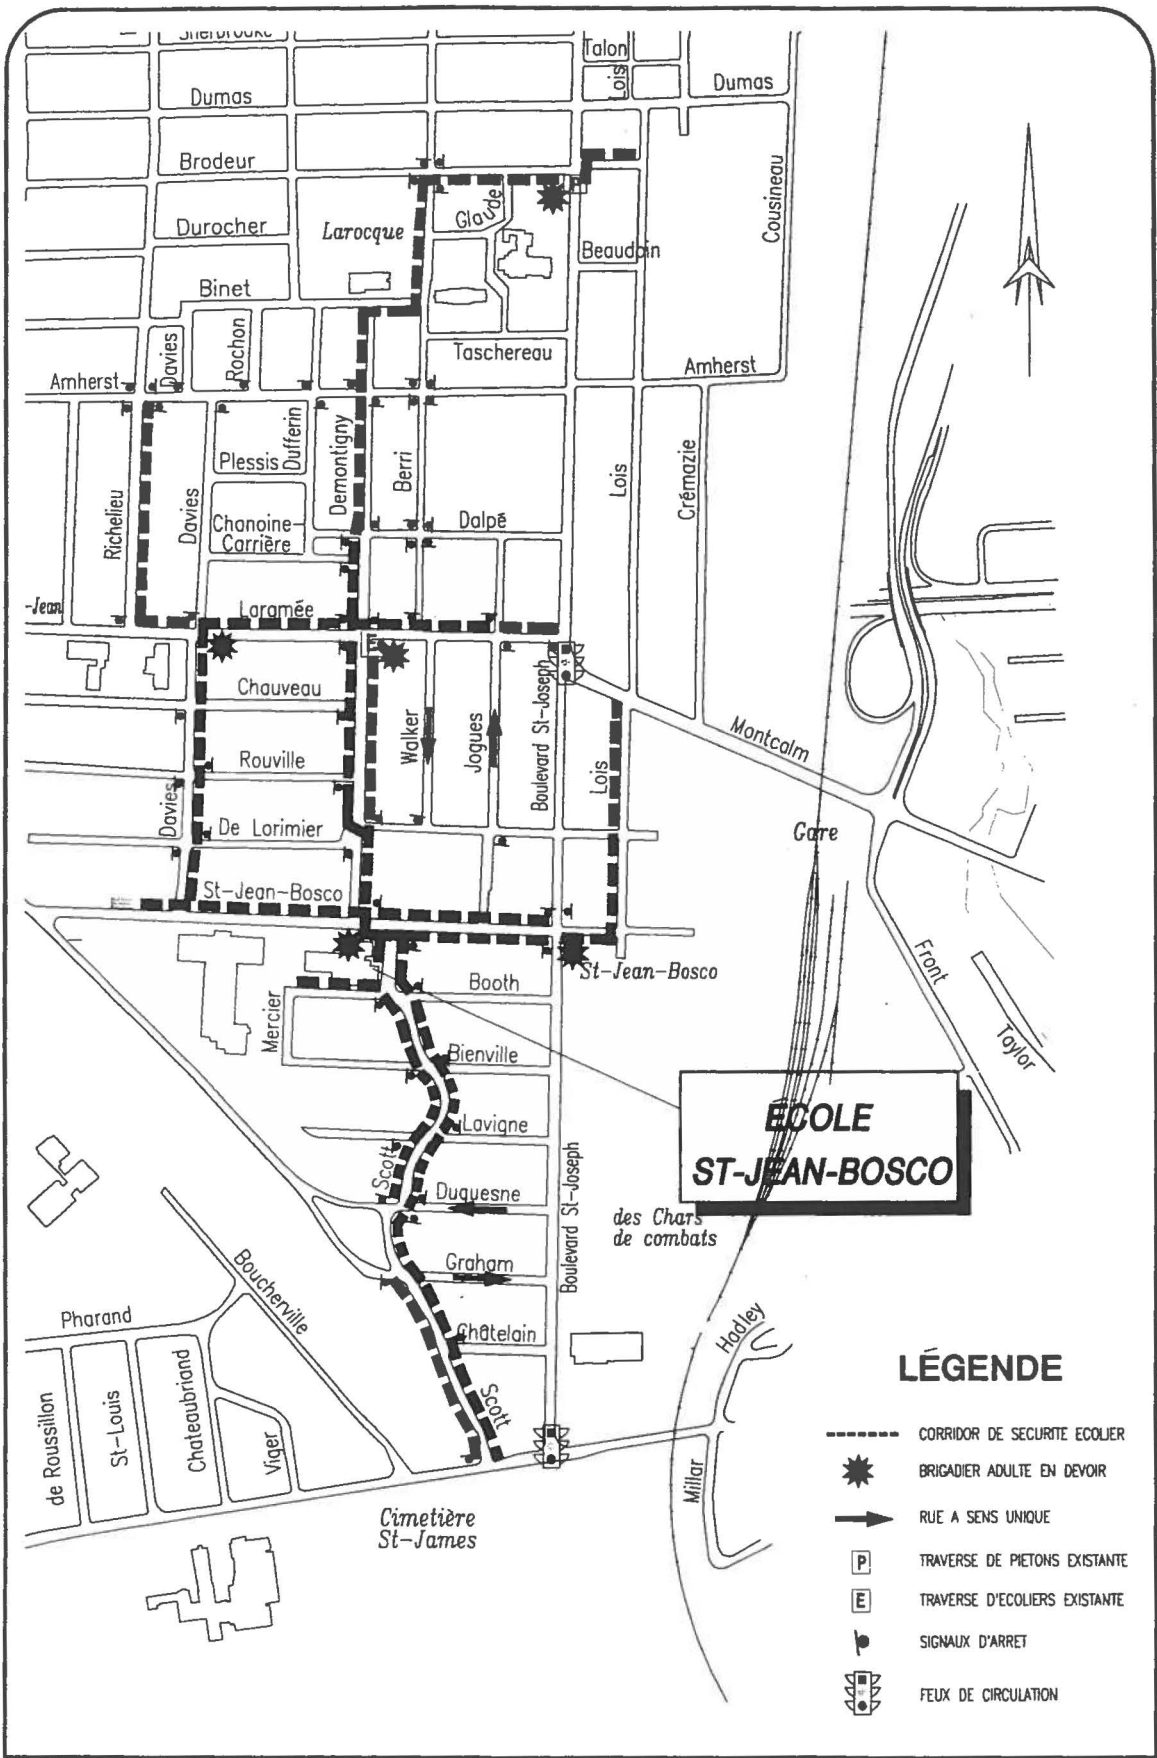 Sherbrooke
Talon
Lois
Dumas
Dumas
Brodeur
Cousineau
Glaude
Durocher
Larocque
Beaudoin
Binet
Davies
Rochon
Taschereau
Amherst
Amherst
Dufferin
Demontigny
Plessis
Berri
Lois
Crémazie
Richelieu
Davies
Chanoine-
Carrière
Dalpé
-Jean
Laramée
Chauveau
Boulevard St-Joseph
Walker
Jogues
Montcalm
Rouville
Lois
Davies
De Lorimier
Gare
St-Jean-Bosco
Front
St-Jean-Bosco
Booth
Mercier
Taylor
Bienville
ÉCOLE
ST-JEAN-BOSCO
Lavigne
Scott
Duquesne
Boulevard St-Joseph
des Chars
de combats
Graham
Boucherville
Pharand
Châtelain
Hadley
Scott
de Roussillon
St-Louis
Chateaubriand
Viger
Millar
Cimetière
St-James
LÉGENDE
CORRIDOR DE SECURITE ECOLIER
BRIGADIER ADULTE EN DEVOIR
RUE A SENS UNIQUE
P TRAVERSE DE PIETONS EXISTANTE
E TRAVERSE D'ECOLIERS EXISTANTE
SIGNAUX D'ARRET
FEUX DE CIRCULATION